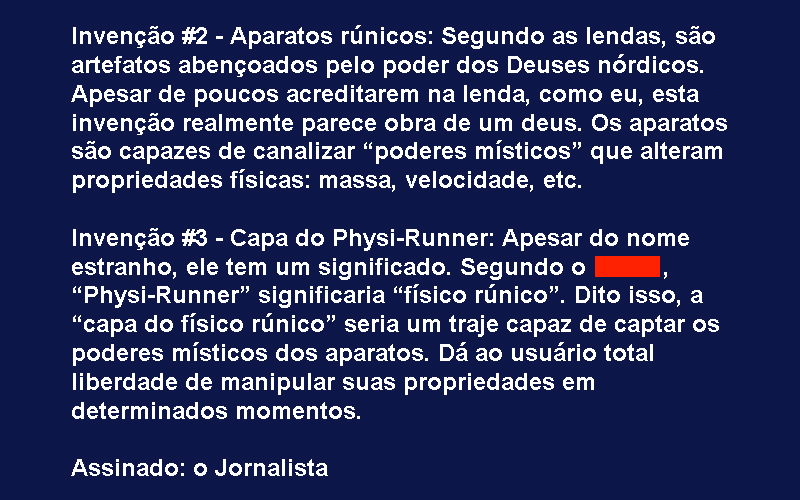 Invenção #2 - Aparatos rúnicos: Segundo as lendas, são
artefatos abençoados pelo poder dos Deuses nórdicos.
Apesar de poucos acreditarem na lenda, como eu, esta
invenção realmente parece obra de um deus. Os aparatos
são capazes de canalizar “poderes místicos” que alteram
propriedades físicas: massa, velocidade, etc.
Invenção #3 - Capa do Physi-Runner: Apesar do nome
estranho, ele tem um significado. Segundo o ,
“Physi-Runner” significaria “físico rúnico”. Dito isso, a
“capa do físico rúnico” seria um traje capaz de captar os
poderes místicos dos aparatos. Dá ao usuário total
liberdade de manipular suas propriedades em
determinados momentos.
Assinado: o Jornalista